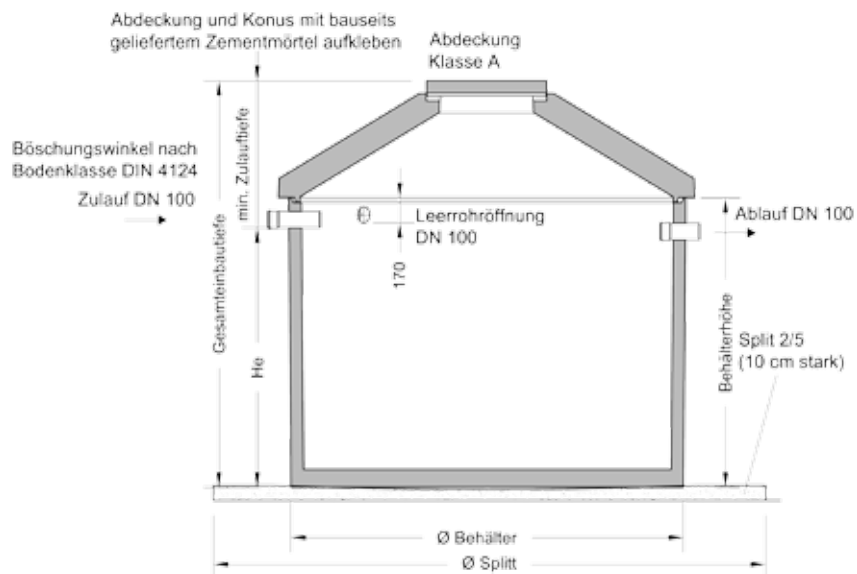 Abdeckung und Konus mit bauseits
geliefertem Zementmörtel aufkleben
Abdeckung
Klasse A
Böschungswinkel nach
Bodenklasse DIN 4124
Zulauf DN 100
Gesamteinbautiefe
min. Zulauftiefe
He
Leerrohröffnung
DN 100
170
Ablauf DN 100
Behälterhöhe
Split 2/5
(10 cm stark)
Ø Behälter
Ø Splitt